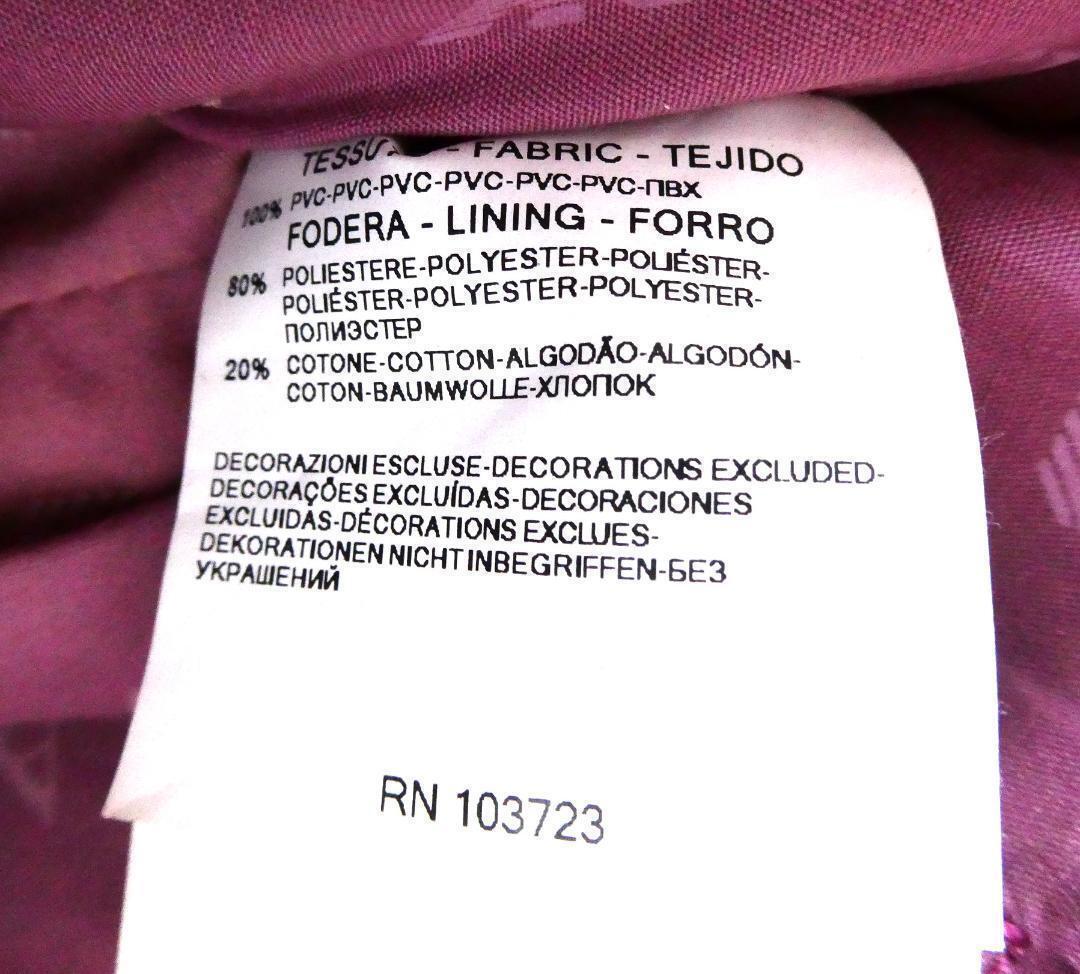 - FABRIC - TEJIDO
100% PVC-PVC-PVC-PVC-PVC-PVC-ПВХ
FODERA - LINING - FORRO
80% POLIESTERE-POLYESTER-POLIÉSTER-
POLIÉSTER-POLYESTER-POLYESTER-
ПОЛИЭСТЕР
20% COTONE-COTTON-ALGODÃO-ALGODÓN-
COTON-BAUMWOLLE-ХЛОПОК
DECORAZIONI ESCLUSE-DECORATIONS EXCLUDED-
DECORAÇÕES EXCLUÍDAS-DECORACIONES
EXCLUIDAS-DÉCORATIONS EXCLUES-
DEKORATIONEN NICHT INBEGRIFFEN-БЕЗ
УКРАШЕНИЙ
RN 103723